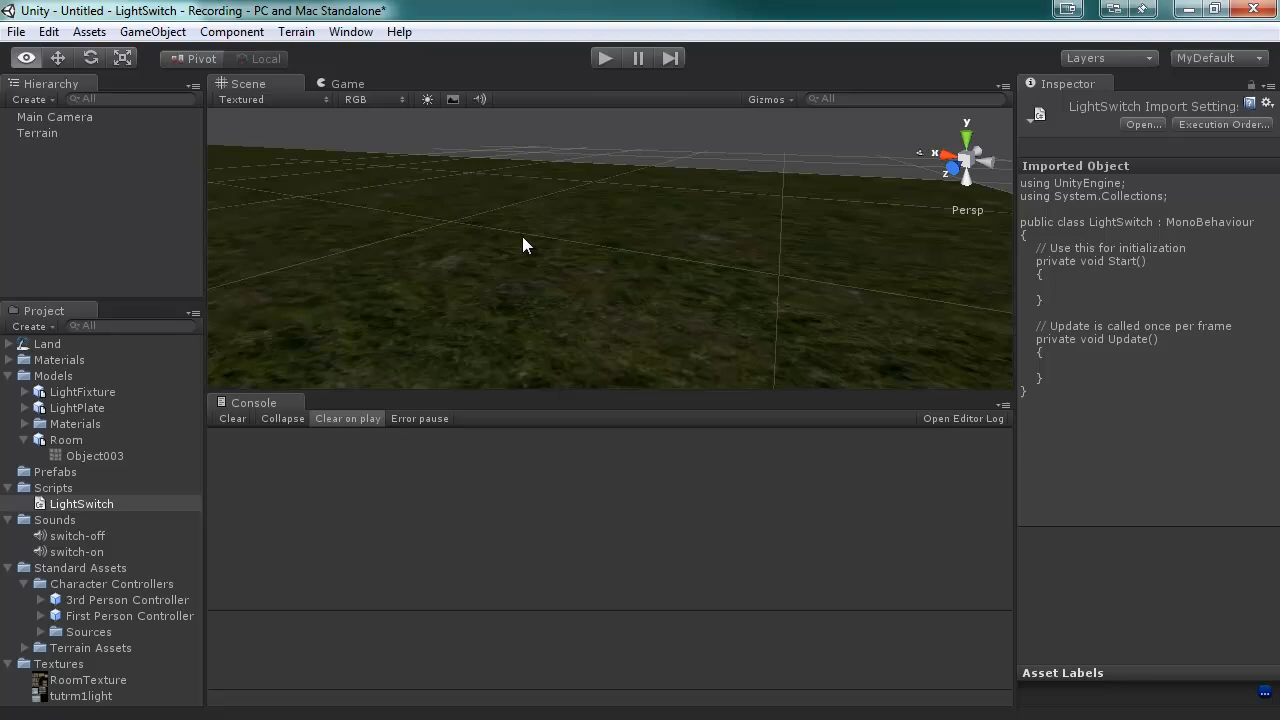 Unity - Untitled - LightSwitch - Recording - PC and Mac Standalone*
File Edit Assets GameObject Component Terrain Window Help
Pivot Local Layers MyDefault
Hierarchy
Create All
Main Camera
Terrain
Project
Create All
Land
Materials
Models
LightFixture
LightPlate
Materials
Room
Object003
Prefabs
Scripts
LightSwitch
Sounds
switch-off
switch-on
Standard Assets
Character Controllers
3rd Person Controller
First Person Controller
Sources
Terrain Assets
Textures
RoomTexture
tutrm1light
Scene Game
Textured RGB Gizmos All
y
x
z
Persp
Console
Clear Collapse Clear on play Error pause Open Editor Log
Inspector
LightSwitch Import Setting:
Open... Execution Order...
Imported Object
using UnityEngine;
using System.Collections;
public class LightSwitch : MonoBehaviour
{
// Use this for initialization
private void Start()
{
}
// Update is called once per frame
private void Update()
{
}
}
Asset Labels